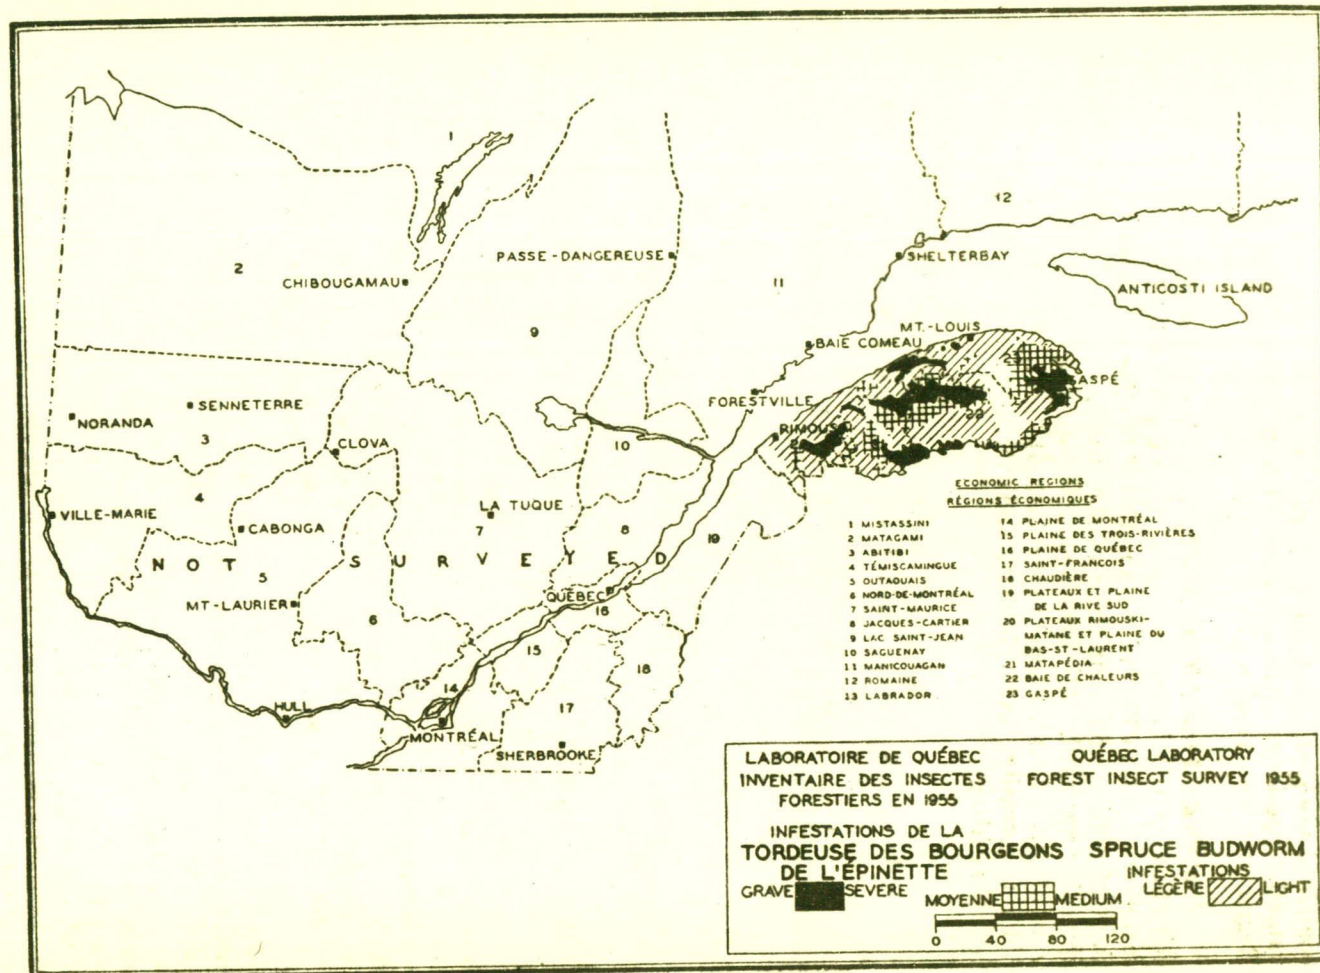 1
12
2
CHIBOUGAMAU
PASSE-DANGEREUSE
11
SHELTERBAY
ANTICOSTI ISLAND
9
MT.-LOUIS
BAIE COMEAU
GASPÉ
FORESTVILLE
NORANDA
SENNETERRE
3
CLOVA
10
RIMOUSKI
22
4
VILLE-MARIE
CABONGA
LA TUQUE
7
8
19
NOT SURVEYED
5
MT-LAURIER
QUÉBEC
16
6
15
18
14
17
HULL
MONTRÉAL
SHERBROOKE
ECONOMIC REGIONS
RÉGIONS ÉCONOMIQUES
1 MISTASSINI
2 MATAGAMI
3 ABITIBI
4 TÉMISCAMINGUE
5 OUTAOUAIS
6 NORD-DE-MONTRÉAL
7 SAINT-MAURICE
8 JACQUES-CARTIER
9 LAC SAINT-JEAN
10 SAGUENAY
11 MANICOUAGAN
12 ROMAINE
13 LABRADOR
14 PLAINE DE MONTRÉAL
15 PLAINE DES TROIS-RIVIÈRES
16 PLAINE DE QUÉBEC
17 SAINT-FRANÇOIS
18 CHAUDIÈRE
19 PLATEAUX ET PLAINE
DE LA RIVE SUD
20 PLATEAUX RIMOUSKI-
MATANE ET PLAINE DU
BAS-ST-LAURENT
21 MATAPÉDIA
22 BAIE DE CHALEURS
23 GASPÉ
LABORATOIRE DE QUÉBEC
INVENTAIRE DES INSECTES
FORESTIERS EN 1955
QUÉBEC LABORATORY
FOREST INSECT SURVEY 1955
INFESTATIONS DE LA
TORDEUSE DES BOURGEONS
DE L'ÉPINETTE
SPRUCE BUDWORM
INFESTATIONS
GRAVE SEVERE
MOYENNE MEDIUM
LÉGÈRE LIGHT
0 40 80 120